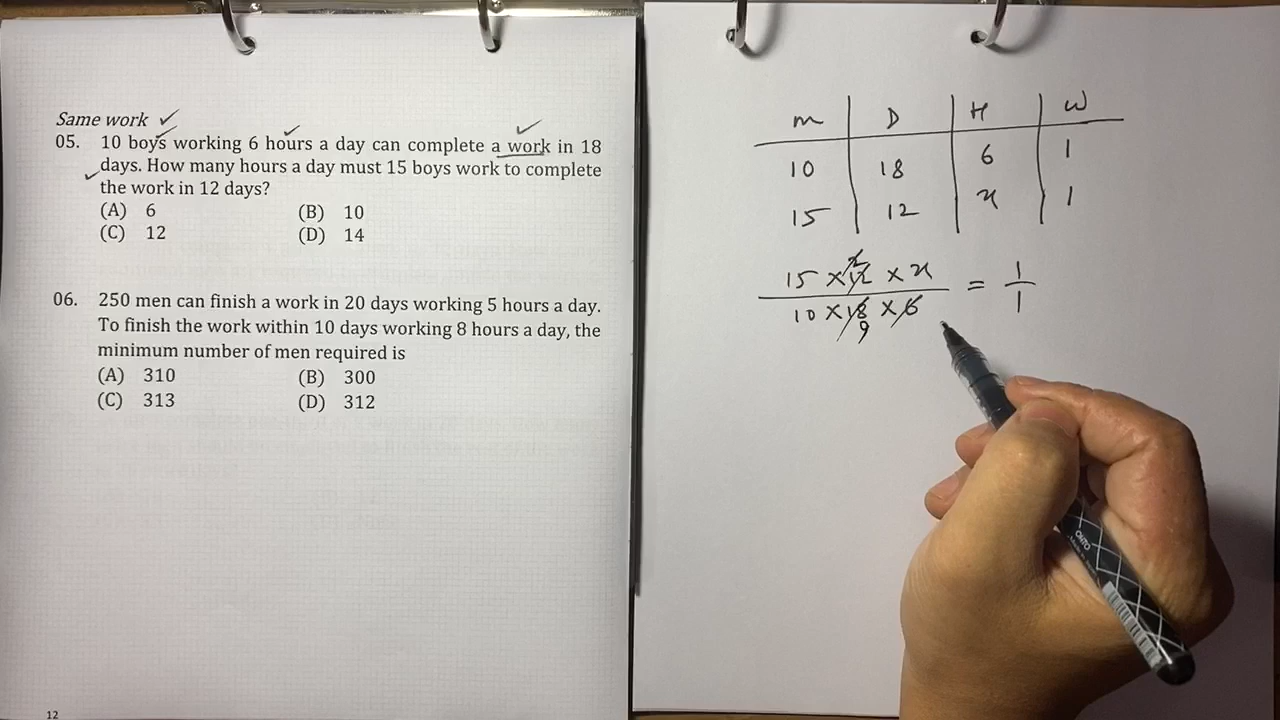 Same work ✓
05. 10 boys working 6 hours a day can complete a work in 18
days. How many hours a day must 15 boys work to complete
the work in 12 days?
(A) 6 (B) 10
(C) 12 (D) 14
06. 250 men can finish a work in 20 days working 5 hours a day.
To finish the work within 10 days working 8 hours a day, the
minimum number of men required is
(A) 310 (B) 300
(C) 313 (D) 312
12
m D H W
10 18 6 1
15 12 x 1
2
15 × 12 × x = 1
10 × 18 × 6 1
9
OHTO